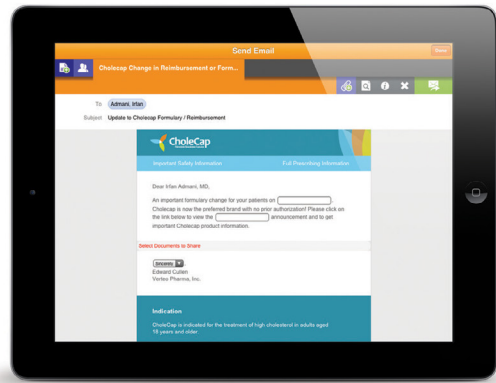 Send Email
Cholecap Change in Reimbursement or Form...
To Admani, Irfan
Subject Update to Cholecap Formulary / Reimbursement
CholeCap
Important Safety Information Full Prescribing Information
Dear Irfan Admani, MD,
An important formulary change for your patients on
Cholecap is now the preferred brand with no prior authorization! Please click on
the link below to view the announcement and to get
important Cholecap product information.
Select Documents to Share
Sincerely,
Edward Cullen
Verteo Pharma, Inc.
Indication
CholeCap is indicated for the treatment of high cholesterol in adults aged
18 years and older